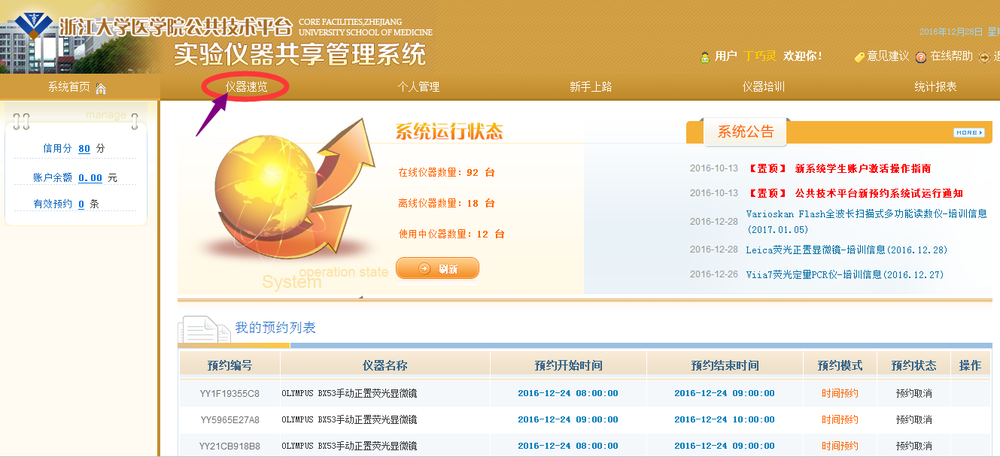 浙江大学医学院公共技术平台
CORE FACILITIES,ZHEJIANG
UNIVERSITY SCHOOL OF MEDICINE
实验仪器共享管理系统
2016年12月28日 星期
用户 丁巧灵 欢迎你!
意见建议 在线帮助 退
系统首页 仪器速览 个人管理 新手上路 仪器培训 统计报表
manage
信用分 80 分
账户余额 0.00 元
有效预约 0 条
系统运行状态
在线仪器数量: 92 台
离线仪器数量: 18 台
使用中仪器数量: 12 台
刷新
operation state
System
系统公告
MORE
2016-10-13 【置顶】 新系统学生账户激活操作指南
2016-10-13 【置顶】 公共技术平台新预约系统试运行通知
2016-12-28 Varioskan Flash全波长扫描式多功能读数仪-培训信息
(2017.01.05)
2016-12-28 Leica荧光正置显微镜-培训信息(2016.12.28)
2016-12-26 Viia7荧光定量PCR仪-培训信息(2016.12.27)
我的预约列表
预约编号 仪器名称 预约开始时间 预约结束时间 预约模式 预约状态 操作
YY1F19355C8 OLYMPUS BX53手动正置荧光显微镜 2016-12-24 08:00:00 2016-12-24 09:00:00 时间预约 预约取消
YY5965E27A8 OLYMPUS BX53手动正置荧光显微镜 2016-12-24 09:00:00 2016-12-24 10:00:00 时间预约 预约取消
YY21CB918B8 OLYMPUS BX53手动正置荧光显微镜 2016-12-24 08:00:00 2016-12-24 09:00:00 时间预约 预约取消